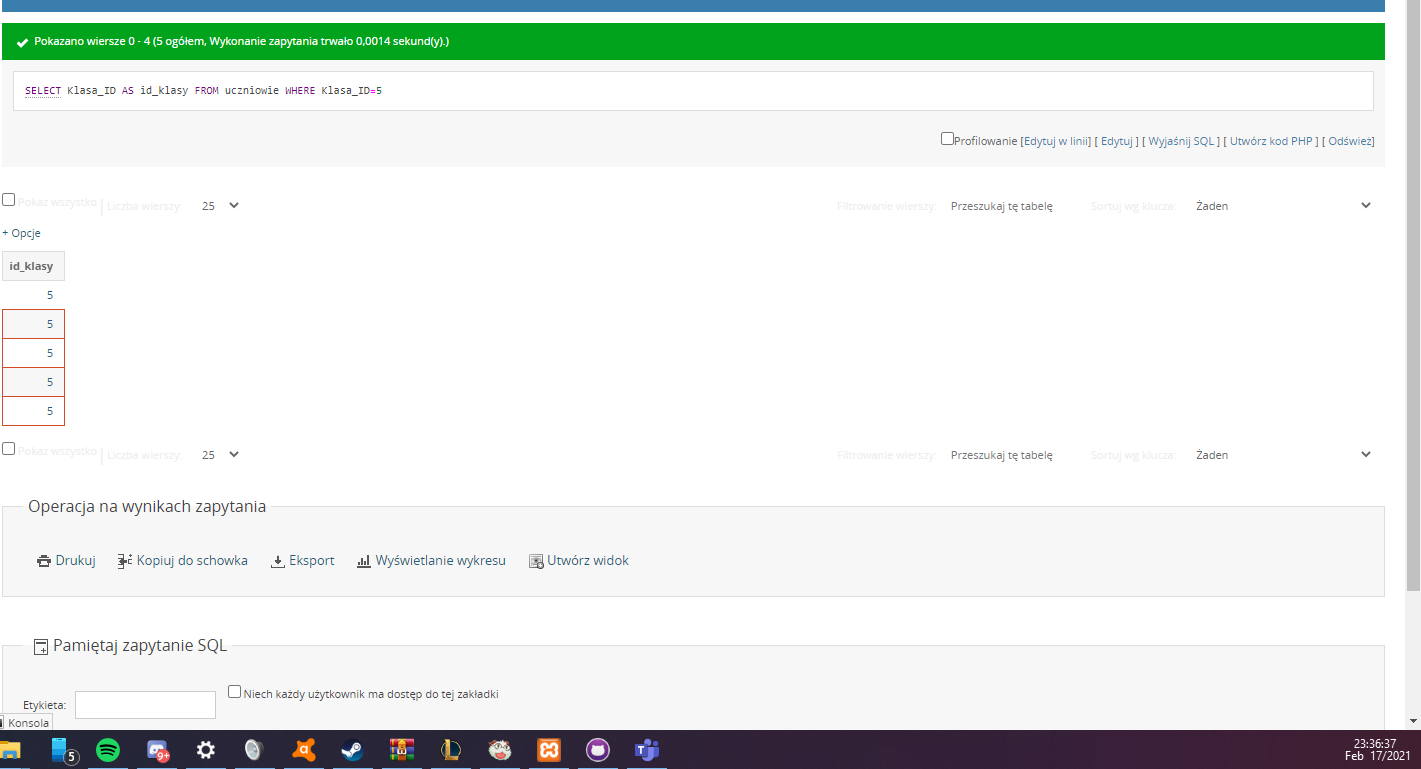 Pokazano wiersze 0 - 4 (5 ogółem, Wykonanie zapytania trwało 0,0014 sekund(y).)
SELECT Klasa_ID AS id_klasy FROM uczniowie WHERE Klasa_ID=5
Profilowanie [Edytuj w linii] [ Edytuj ] [ Wyjaśnij SQL ] [ Utwórz kod PHP ] [ Odśwież]
Pokaż wszystko | Liczba wierszy: 25 Filtrowanie wierszy: Przeszukaj tę tabelę Sortuj wg klucza: Żaden
+ Opcje
id_klasy
5
5
5
5
5
Pokaż wszystko | Liczba wierszy: 25 Filtrowanie wierszy: Przeszukaj tę tabelę Sortuj wg klucza: Żaden
Operacja na wynikach zapytania
Drukuj Kopiuj do schowka Eksport Wyświetlanie wykresu Utwórz widok
Pamiętaj zapytanie SQL
Etykieta: Niech każdy użytkownik ma dostęp do tej zakładki
Konsola
5 9+ 23:36:37
Feb 17/2021